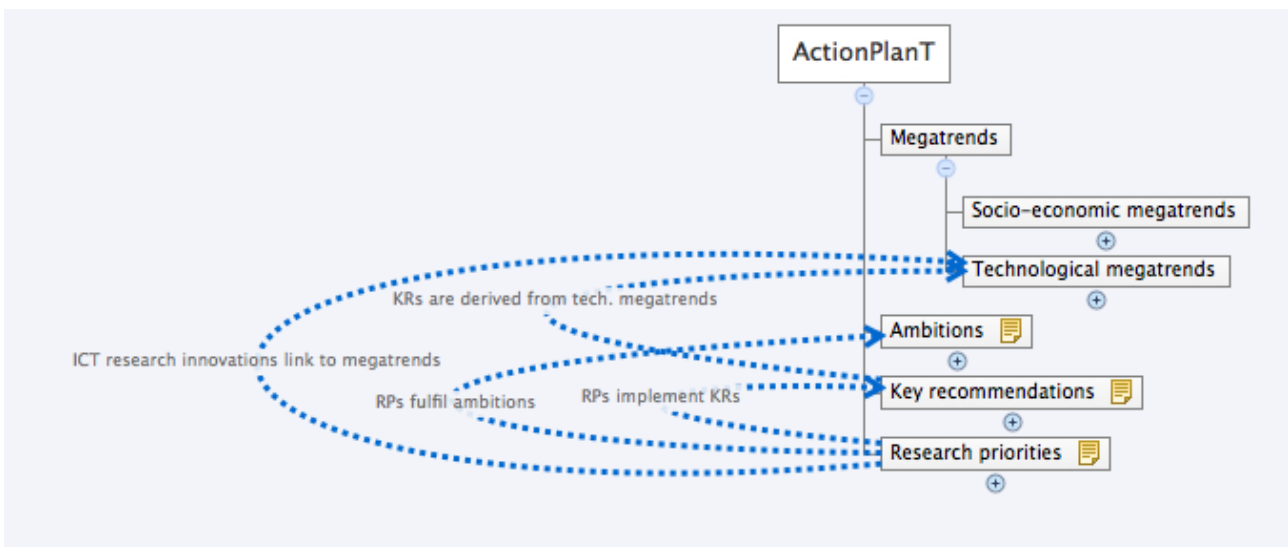 ActionPlanT
Megatrends
Socio-economic megatrends
Technological megatrends
KRs are derived from tech. megatrends
Ambitions
ICT research innovations link to megatrends
Key recommendations
RPs implement KRs
RPs fulfil ambitions
Research priorities